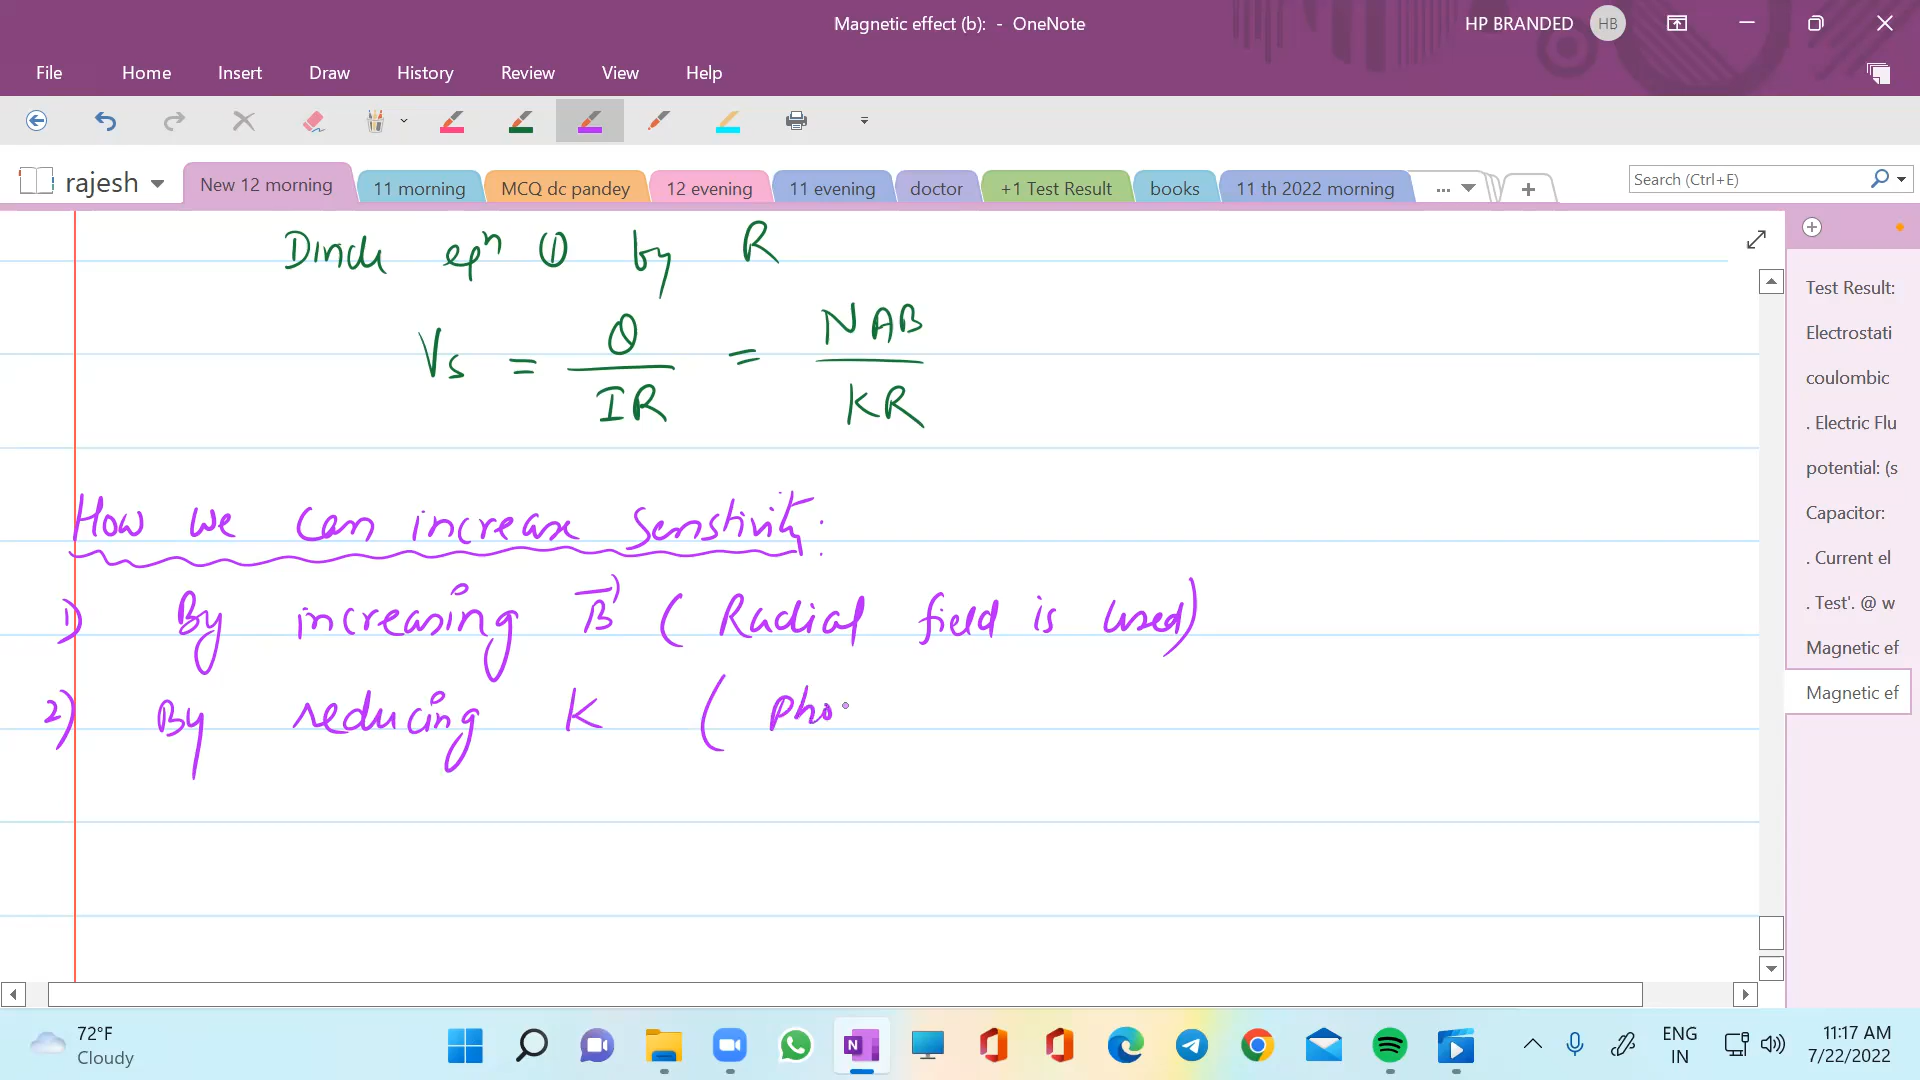 Magnetic effect (b): - OneNote
HP BRANDED HB
File Home Insert Draw History Review View Help
rajesh New 12 morning 11 morning MCQ dc pandey 12 evening 11 evening doctor +1 Test Result books 11 th 2022 morning ... Search (Ctrl+E)
Divide eqn ① by R
Vs = θ / IR = NAB / KR
How we can increase Senstivity:
1) By increasing B⃗ (Radial field is used)
2) By reducing K ( Pho
Test Result:
Electrostati
coulombic
. Electric Flu
potential: (s
Capacitor:
. Current el
. Test'. @ w
Magnetic ef
Magnetic ef
72°F
Cloudy
ENG
IN
11:17 AM
7/22/2022